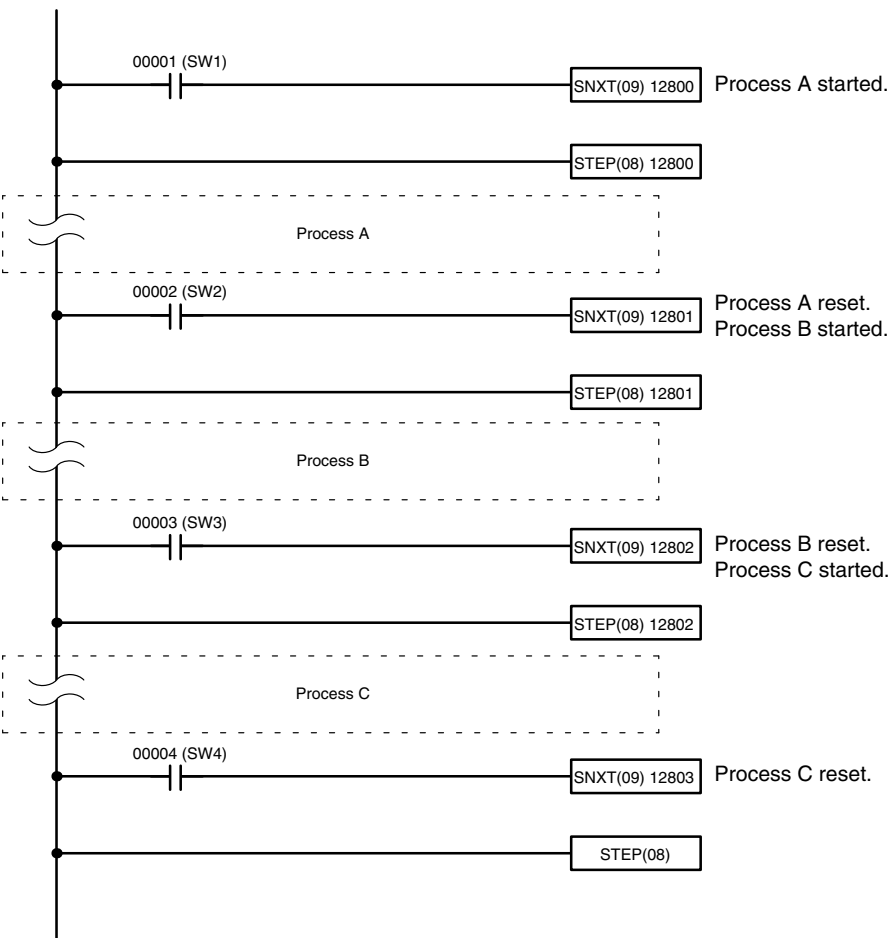 00001 (SW1)
SNXT(09) 12800
Process A started.
STEP(08) 12800
Process A
00002 (SW2)
SNXT(09) 12801
Process A reset.
Process B started.
STEP(08) 12801
Process B
00003 (SW3)
SNXT(09) 12802
Process B reset.
Process C started.
STEP(08) 12802
Process C
00004 (SW4)
SNXT(09) 12803
Process C reset.
STEP(08)